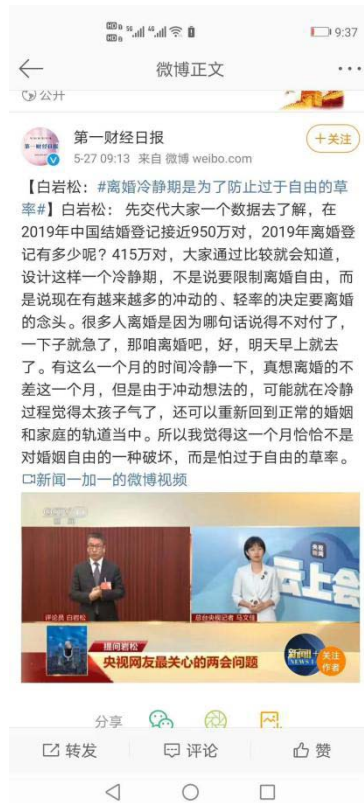 9:37
微博正文
公开
第一财经日报
+关注
5-27 09:13 来自 微博 weibo.com
【白岩松：#离婚冷静期是为了防止过于自由的草
率#】白岩松： 先交代大家一个数据去了解，在
2019年中国结婚登记接近950万对，2019年离婚登
记有多少呢？415万对，大家通过比较就会知道，
设计这样一个冷静期，不是说要限制离婚自由，而
是说现在有越来越多的冲动的、轻率的决定要离婚
的念头。很多人离婚是因为哪句话说得不对付了，
一下子就急了，那咱离婚吧，好，明天早上就去
了。有这么一个月的时间冷静一下，真想离婚的不
差这一个月，但是由于冲动想法的，可能就在冷静
过程觉得太孩子气了，还可以重新回到正常的婚姻
和家庭的轨道当中。所以我觉得这一个月恰恰不是
对婚姻自由的一种破坏，而是怕过于自由的草率。
新闻一加一的微博视频
云上会
评论员 白岩松
总台央视记者 马文佳
提问岩松
央视网友最关心的两会问题
新闻1+1
关注
作者
分享
转发
评论
赞